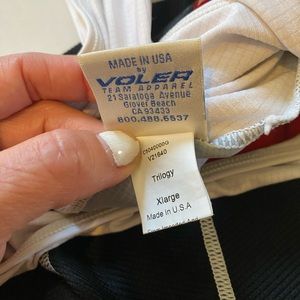 MADE IN USA
by
VOLER
TEAM APPAREL
21 Saratoga Avenue
Grover Beach
CA 93433
800.488.6537
V21840
Trilogy
Xlarge
Made in U.S.A